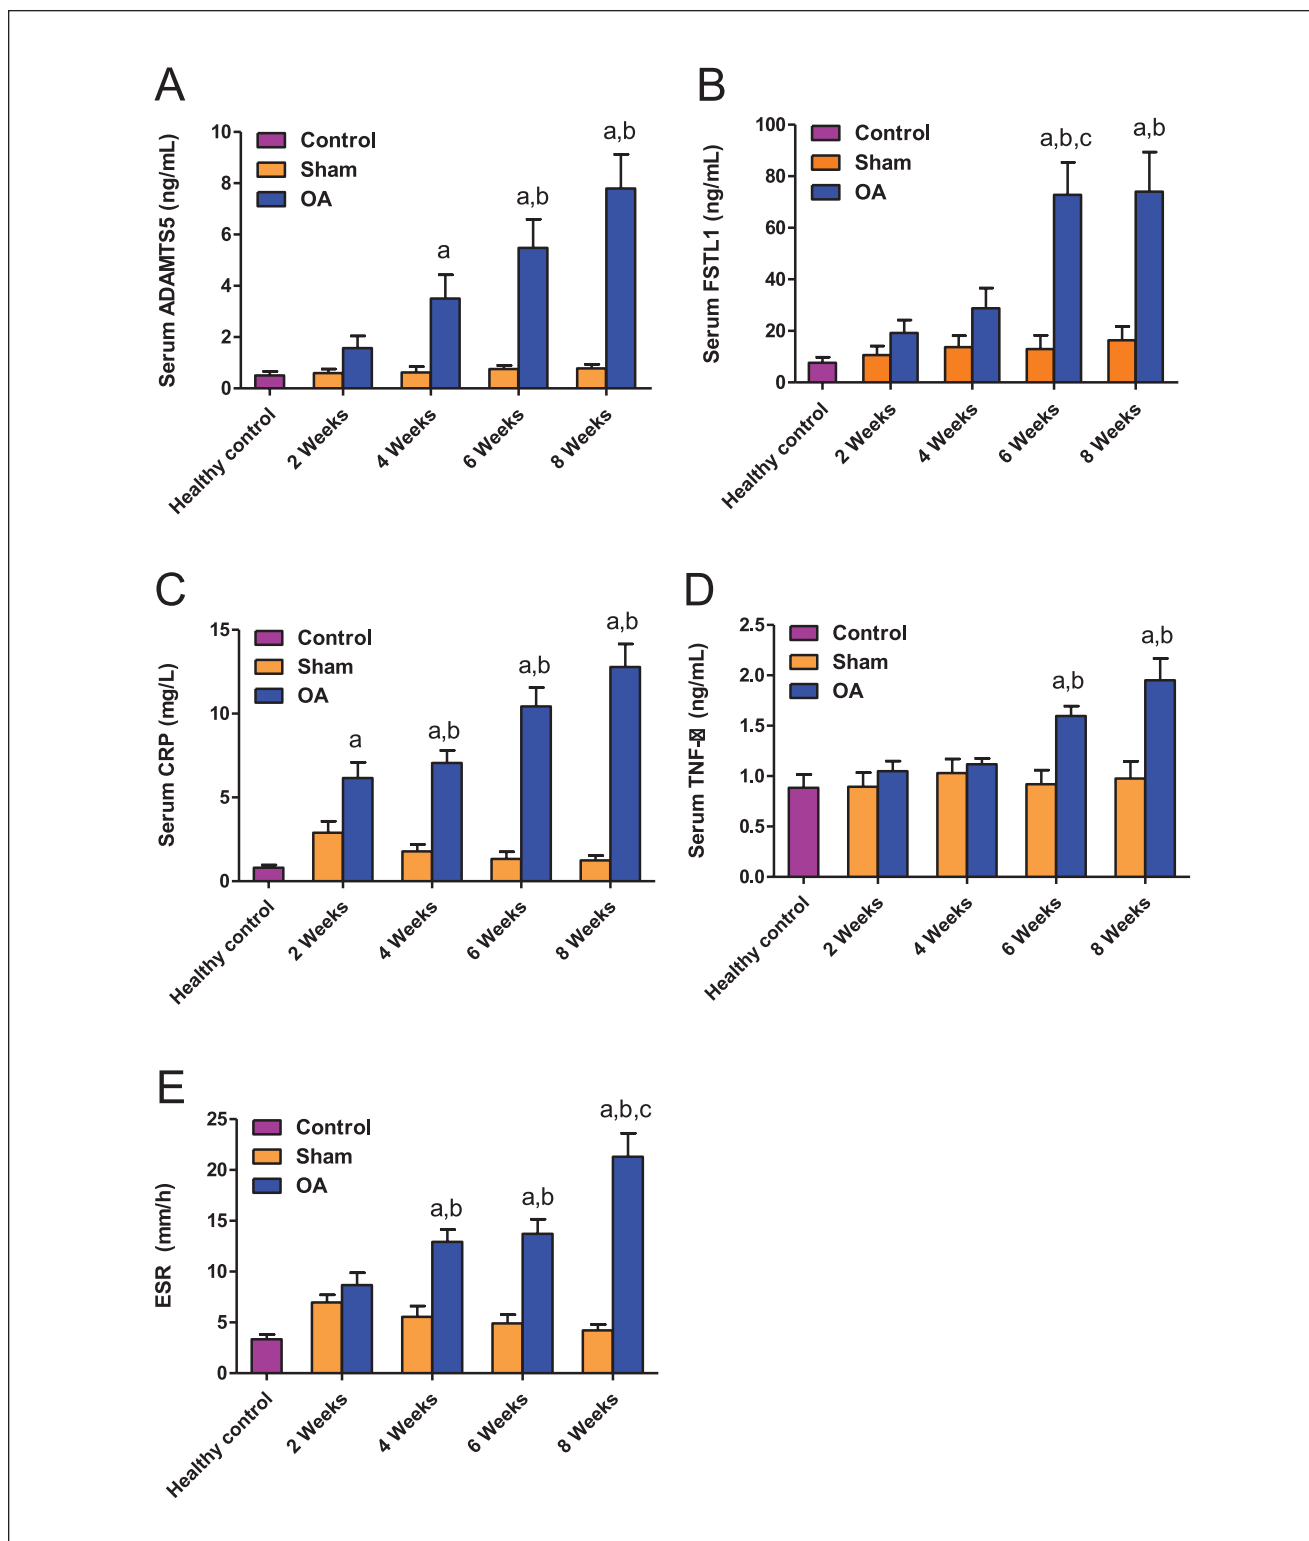 A
Serum ADAMTS5 (ng/mL)
10
8
6
4
2
0
Control
Sham
OA
a
a,b
a,b
Healthy control
2 Weeks
4 Weeks
6 Weeks
8 Weeks
B
Serum FSTL1 (ng/mL)
100
80
60
40
20
0
Control
Sham
OA
a,b,c
a,b
Healthy control
2 Weeks
4 Weeks
6 Weeks
8 Weeks
C
Serum CRP (mg/L)
15
10
5
0
Control
Sham
OA
a
a,b
a,b
a,b
Healthy control
2 Weeks
4 Weeks
6 Weeks
8 Weeks
D
Serum TNF-☒ (ng/mL)
2.5
2.0
1.5
1.0
0.5
0.0
Control
Sham
OA
a,b
a,b
Healthy control
2 Weeks
4 Weeks
6 Weeks
8 Weeks
E
ESR (mm/h)
25
20
15
10
5
0
Control
Sham
OA
a,b
a,b
a,b,c
Healthy control
2 Weeks
4 Weeks
6 Weeks
8 Weeks